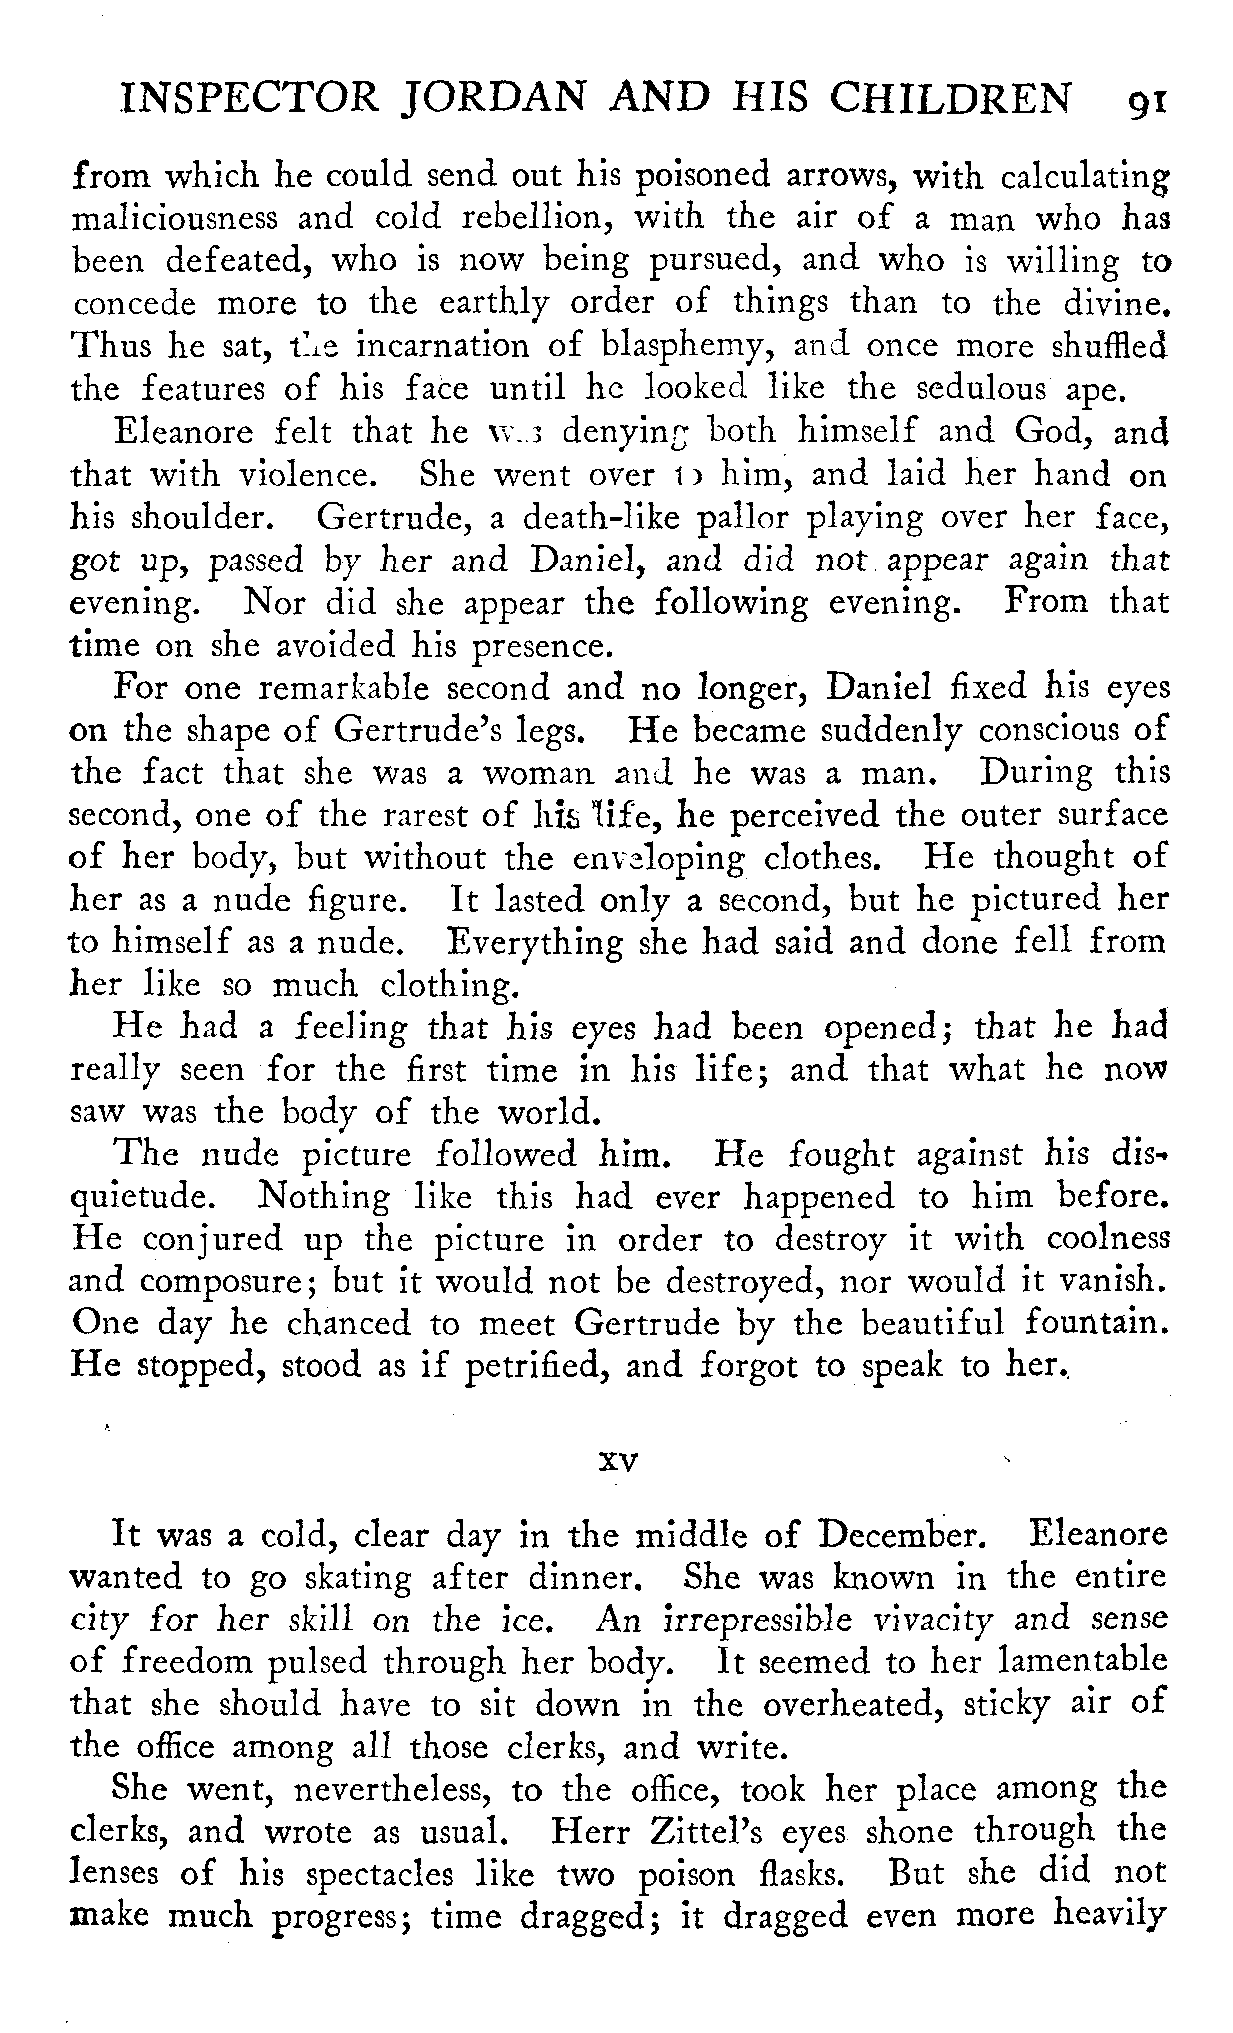 INSPECTOR JORDAN AND HIS CHILDREN 91
from which he could send out his poisoned arrows, with calculating
maliciousness and cold rebellion, with the air of a man who has
been defeated, who is now being pursued, and who is willing to
concede more to the earthly order of things than to the divine.
Thus he sat, the incarnation of blasphemy, and once more shuffled
the features of his face until he looked like the sedulous ape.
Eleanore felt that he was denying both himself and God, and
that with violence. She went over to him, and laid her hand on
his shoulder. Gertrude, a death-like pallor playing over her face,
got up, passed by her and Daniel, and did not appear again that
evening. Nor did she appear the following evening. From that
time on she avoided his presence.
For one remarkable second and no longer, Daniel fixed his eyes
on the shape of Gertrude's legs. He became suddenly conscious of
the fact that she was a woman and he was a man. During this
second, one of the rarest of his life, he perceived the outer surface
of her body, but without the enveloping clothes. He thought of
her as a nude figure. It lasted only a second, but he pictured her
to himself as a nude. Everything she had said and done fell from
her like so much clothing.
He had a feeling that his eyes had been opened; that he had
really seen for the first time in his life; and that what he now
saw was the body of the world.
The nude picture followed him. He fought against his dis-
quietude. Nothing like this had ever happened to him before.
He conjured up the picture in order to destroy it with coolness
and composure; but it would not be destroyed, nor would it vanish.
One day he chanced to meet Gertrude by the beautiful fountain.
He stopped, stood as if petrified, and forgot to speak to her.
XV
It was a cold, clear day in the middle of December. Eleanore
wanted to go skating after dinner. She was known in the entire
city for her skill on the ice. An irrepressible vivacity and sense
of freedom pulsed through her body. It seemed to her lamentable
that she should have to sit down in the overheated, sticky air of
the office among all those clerks, and write.
She went, nevertheless, to the office, took her place among the
clerks, and wrote as usual. Herr Zittel's eyes shone through the
lenses of his spectacles like two poison flasks. But she did not
make much progress; time dragged; it dragged even more heavily